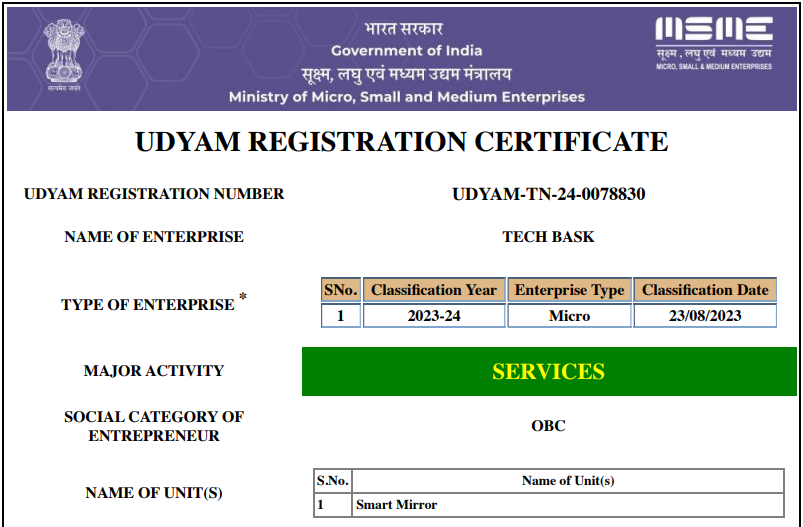 भारत सरकार
Government of India
सूक्ष्म, लघु एवं मध्यम उद्यम मंत्रालय
Ministry of Micro, Small and Medium Enterprises
सत्यमेव जयते
MSME
सूक्ष्म, लघु एवं मध्यम उद्यम
MICRO, SMALL & MEDIUM ENTERPRISES
UDYAM REGISTRATION CERTIFICATE
UDYAM REGISTRATION NUMBER UDYAM-TN-24-0078830
NAME OF ENTERPRISE TECH BASK
TYPE OF ENTERPRISE *
SNo. Classification Year Enterprise Type Classification Date
1 2023-24 Micro 23/08/2023
MAJOR ACTIVITY SERVICES
SOCIAL CATEGORY OF
ENTREPRENEUR
OBC
NAME OF UNIT(S)
S.No. Name of Unit(s)
1 Smart Mirror